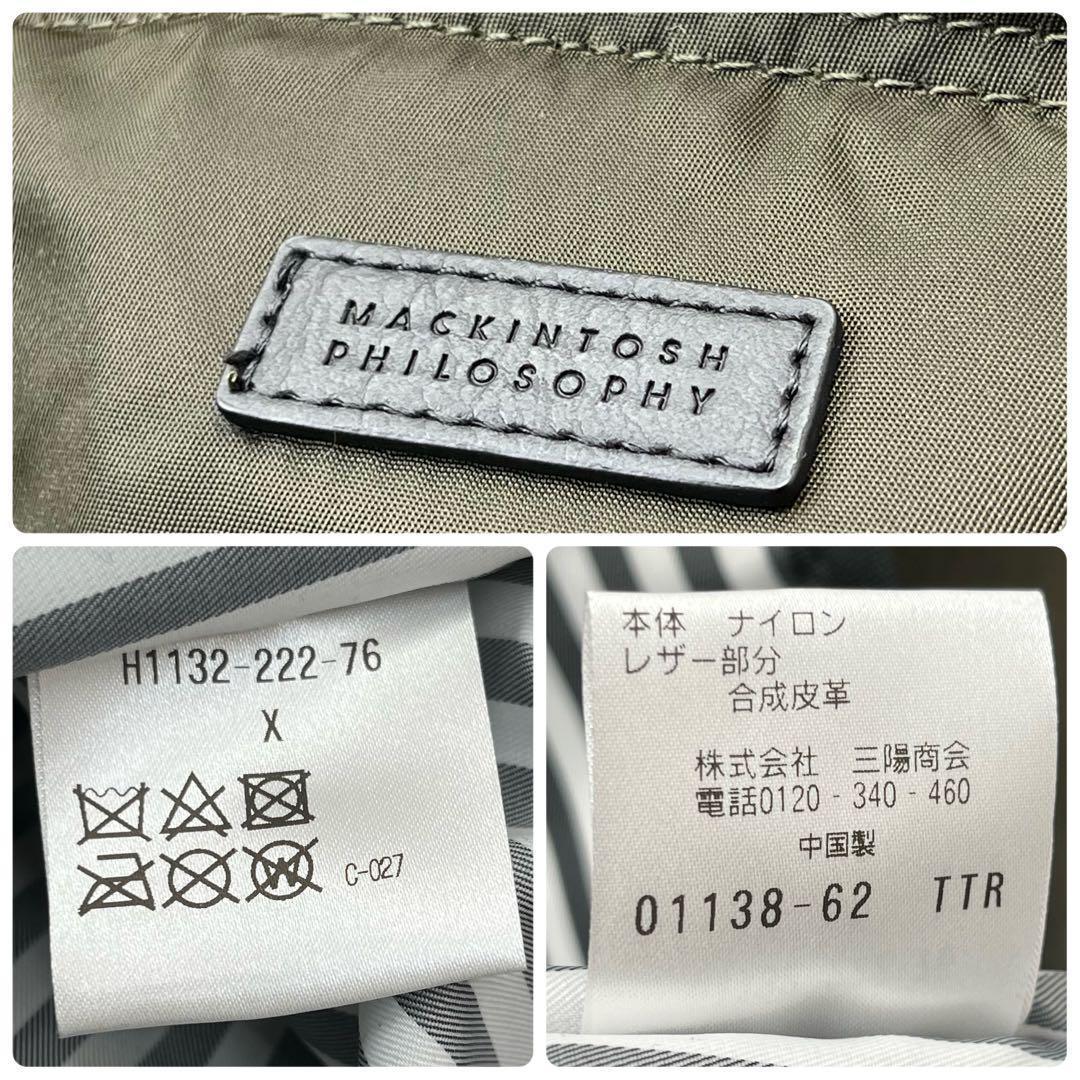 MACKINTOSH
PHILOSOPHY
H1132-222-76
X
W
C-027
本体 ナイロン
レザー部分
合成皮革
株式会社 三陽商会
電話0120-340-460
中国製
01138-62 TTR